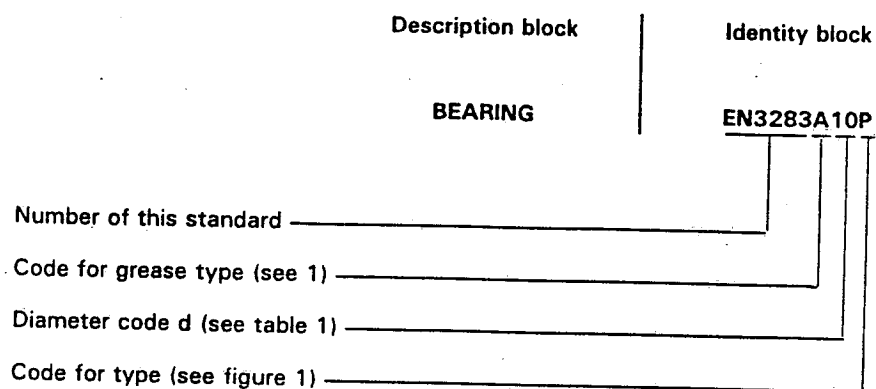 Description block Identity block
BEARING EN3283A10P
Number of this standard
Code for grease type (see 1)
Diameter code d (see table 1)
Code for type (see figure 1)